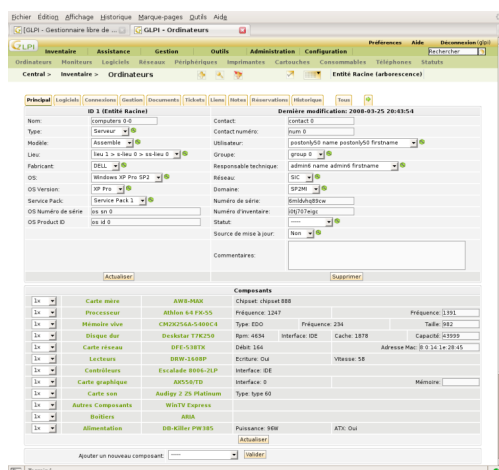 Fichier Édition Affichage Historique Marque-pages Outils Aide
[GLPI - Gestionnaire libre de ... GLPI - Ordinateurs
GLPI Préférences Aide Déconnexion (glpi)
Inventaire Assistance Gestion Outils Administration Configuration Rechercher
Ordinateurs Moniteurs Logiciels Réseaux Périphériques Imprimantes Cartouches Consommables Téléphones Statuts
Central > Inventaire > Ordinateurs Entité Racine (arborescence)
Principal Logiciels Connexions Gestion Documents Tickets Liens Notes Réservations Historique Tous
ID 1 (Entité Racine) Dernière modification: 2008-03-25 20:43:54
Nom: computers 0-0 Contact: contact 0
Type: Serveur Contact numéro: num 0
Modèle: Assemble Utilisateur: postonly50 name postonly50 firstname
Lieu: lieu 1 > s-lieu 0 > ss-lieu 0 Groupe: group 0
Fabricant: DELL Responsable technique: admin6 name admin6 firstname
OS: Windows XP Pro SP2 Réseau: SIC
OS Version: XP Pro Domaine: SP2MI
Service Pack: Service Pack 1 Numéro de série:
OS Numéro de série os sn 0 Numéro d'inventaire:
OS Product ID os id 0 Statut: -----
Source de mise à jour: Non
Commentaires:
Actualiser Supprimer
Composants
1x Carte mère AW8-MAX Chipset: chipset 888
1x Processeur Athlon 64 FX-55 Fréquence: 1247 Fréquence: 1391
1x Mémoire vive CM2X256A-5400C4 Type: EDO Fréquence: 234 Taille: 982
1x Disque dur Deskstar T7K250 Rpm: 4634 Interface: IDE Cache: 1878 Capacité: 43999
1x Carte réseau DFE-530TX Débit: 164 Adresse Mac: 8:0:14:1e:28:45
1x Lecteurs DRW-1608P Ecriture: Oui Vitesse: 58
1x Contrôleurs Escalade 8006-2LP Interface: IDE
1x Carte graphique AX550/TD Interface: 0 Mémoire:
1x Carte son Audigy 2 ZS Platinum Type: type 60
1x Autres Composants WinTV Express
1x Boitiers ARIA
1x Alimentation DB-Killer PW385 Puissance: 96W ATX: Oui
Actualiser
Ajouter un nouveau composant: ----- Valider